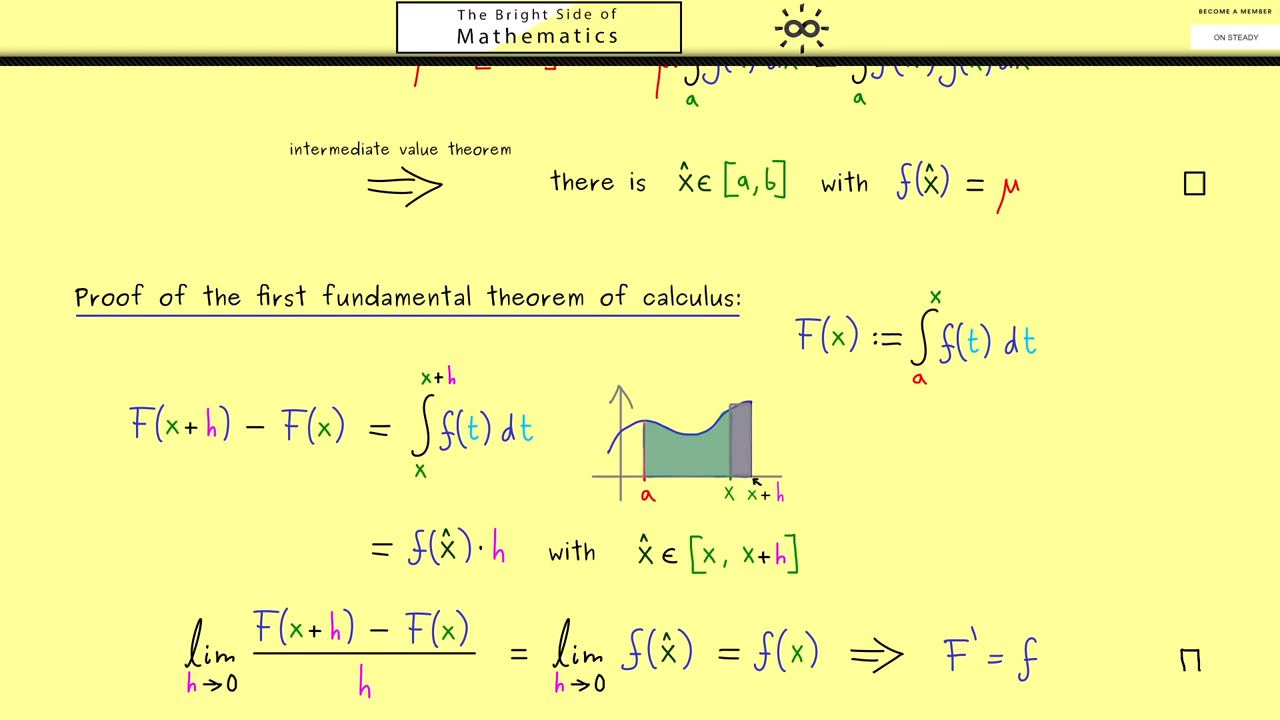 The Bright Side of
Mathematics
BECOME A MEMBER
ON STEADY
a a
intermediate value theorem
⟹ there is x̂ ∈ [a, b] with f(x̂) = μ □
Proof of the first fundamental theorem of calculus:
F(x) := ∫ₐˣ f(t) dt
F(x+h) − F(x) = ∫ₓˣ⁺ʰ f(t) dt
a x x+h
= f(x̂) · h with x̂ ∈ [x, x+h]
lim_{h→0} (F(x+h) − F(x))/h = lim_{h→0} f(x̂) = f(x) ⟹ F' = f